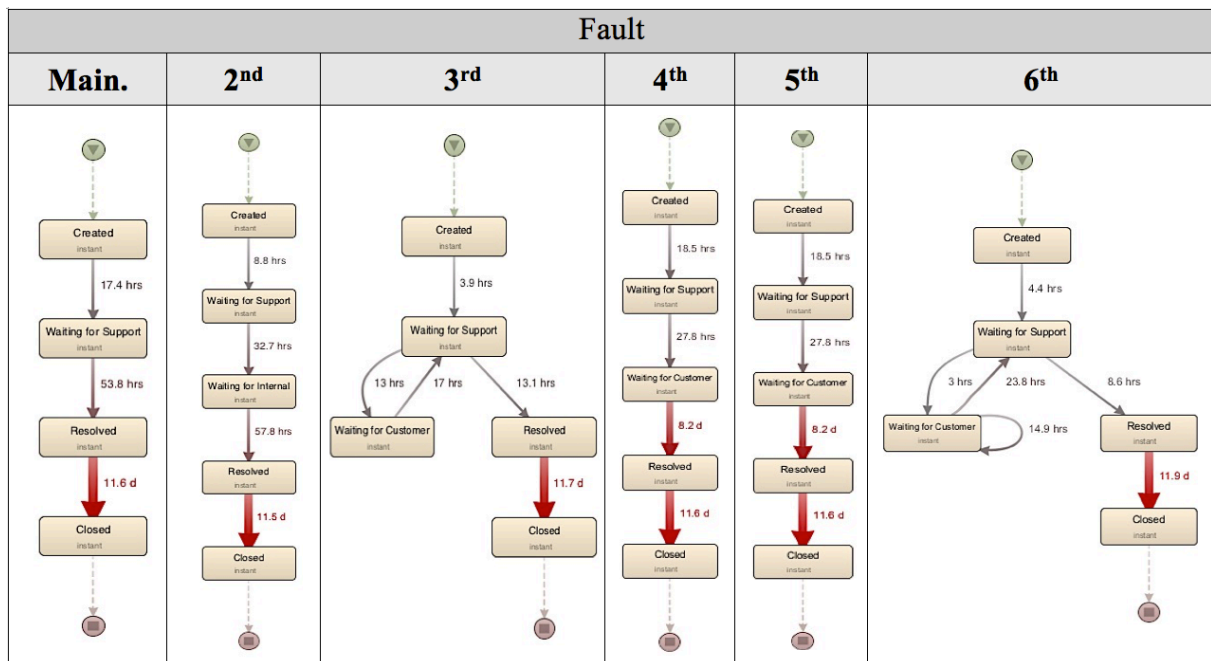 Fault
Main.
2nd
3rd
4th
5th
6th
Created
instant
17.4 hrs
Waiting for Support
instant
53.8 hrs
Resolved
instant
11.6 d
Closed
instant
Created
instant
8.8 hrs
Waiting for Support
instant
32.7 hrs
Waiting for Internal
instant
57.8 hrs
Resolved
instant
11.5 d
Closed
instant
Created
instant
3.9 hrs
Waiting for Support
instant
13 hrs
17 hrs
13.1 hrs
Waiting for Customer
instant
Resolved
instant
11.7 d
Closed
instant
Created
instant
18.5 hrs
Waiting for Support
instant
27.8 hrs
Waiting for Customer
instant
8.2 d
Resolved
instant
11.6 d
Closed
instant
Created
instant
18.5 hrs
Waiting for Support
instant
27.8 hrs
Waiting for Customer
instant
8.2 d
Resolved
instant
11.6 d
Closed
instant
Created
instant
4.4 hrs
Waiting for Support
instant
3 hrs
23.8 hrs
8.6 hrs
Waiting for Customer
instant
14.9 hrs
Resolved
instant
11.9 d
Closed
instant